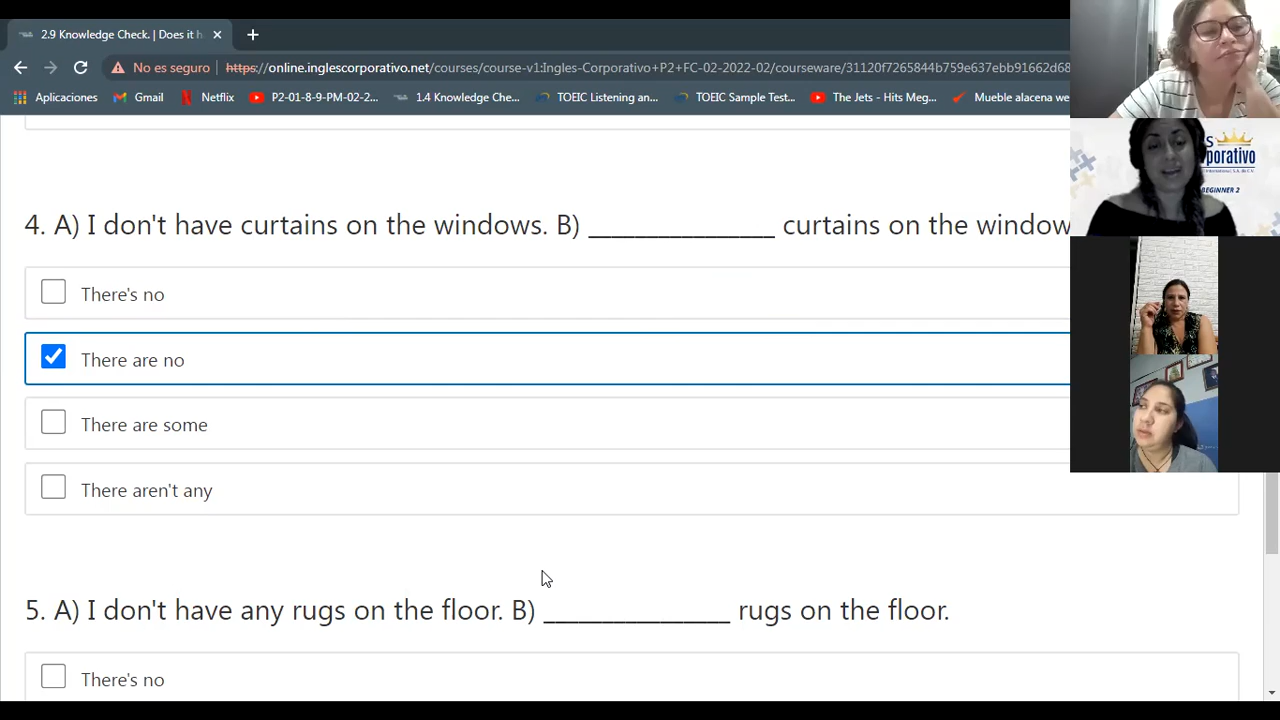 2.9 Knowledge Check. | Does it h
No es seguro | https://online.inglescorporativo.net/courses/course-v1:Ingles-Corporativo+P2+FC-02-2022-02/courseware/31120f7265844b759e637ebb91662d68
Aplicaciones Gmail Netflix P2-01-8-9-PM-02-2... 1.4 Knowledge Che... TOEIC Listening an... TOEIC Sample Test... The Jets - Hits Meg... Mueble alacena we
S
porativo
International | S.A. de C.V.
BEGINNER 2
4. A) I don't have curtains on the windows. B) ________________ curtains on the window
There's no
There are no
There are some
There aren't any
5. A) I don't have any rugs on the floor. B) ________________ rugs on the floor.
There's no